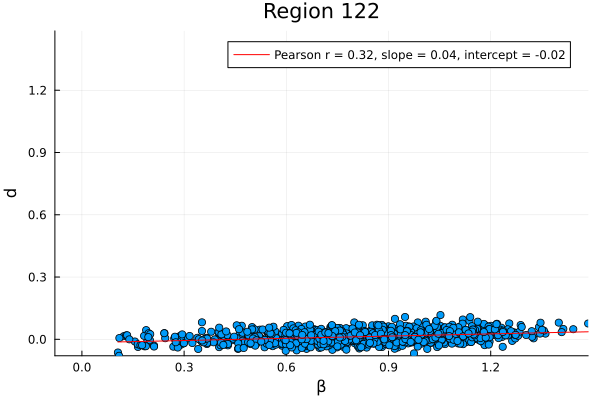 Region 122
Pearson r = 0.32, slope = 0.04, intercept = -0.02
1.2
0.9
0.6
0.3
0.0
d
0.0 0.3 0.6 0.9 1.2
β